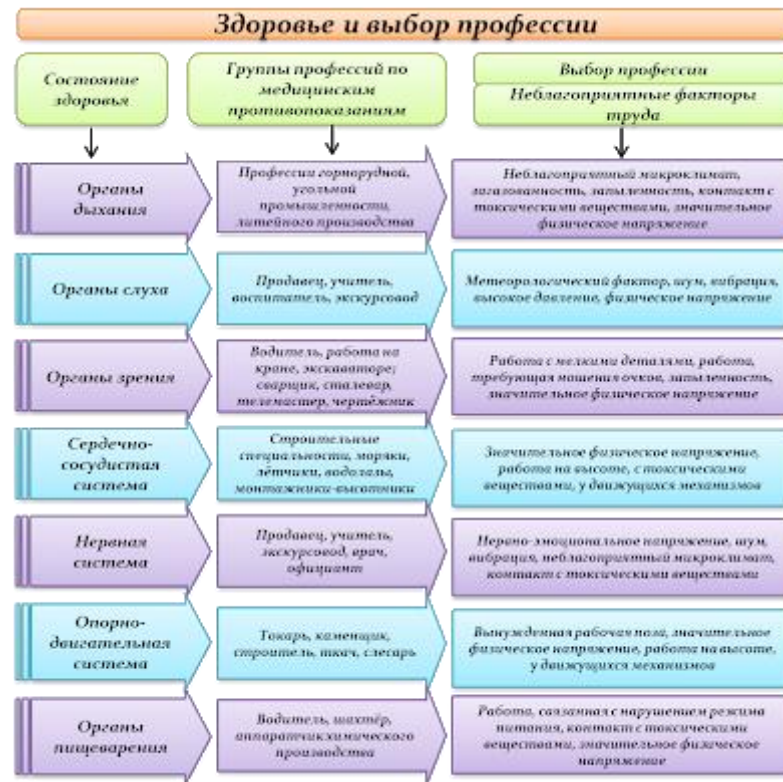 Здоровье и выбор профессии
Состояние
здоровья
Группы профессий по
медицинским
противопоказаниям
Выбор профессии
Неблагоприятные факторы
труда
Органы
дыхания
Профессии горнорудной,
угольной
промышленности,
литейного производства
Неблагоприятный микроклимат,
загазованность, запыленность, контакт с
токсическими веществами, значительное
физическое напряжение
Органы слуха
Продавец, учитель,
воспитатель, экскурсовод
Метеорологический фактор, шум, вибрация,
высокое давление, физическое напряжение
Органы зрения
Водитель, работа на
кране, экскаваторе;
сварщик, сталевар,
телемастер, чертёжник
Работа с мелкими деталями, работа,
требующая ношения очков, запыленность,
значительное физическое напряжение
Сердечно-
сосудистая
система
Строительные
специальности, моряки,
лётчики, водолазы,
монтажники-высотники
Значительное физическое напряжение,
работа на высоте, с токсическими
веществами, у движущихся механизмов
Нервная
система
Продавец, учитель,
экскурсовод, врач,
официант
Нервно-эмоциональное напряжение, шум,
вибрация, неблагоприятный микроклимат,
контакт с токсическими веществами
Опорно-
двигательная
система
Токарь, каменщик,
строитель, ткач, слесарь
Вынужденная рабочая поза, значительное
физическое напряжение, работа на высоте,
у движущихся механизмов
Органы
пищеварения
Водитель, шахтёр,
аппаратчик химического
производства
Работа, связанная с нарушением режима
питания, контакт с токсическими
веществами, значительное физическое
напряжение